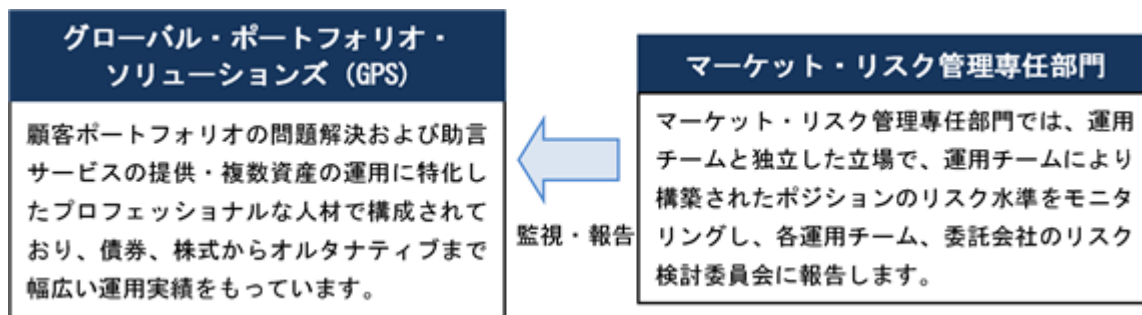 グローバル・ポートフォリオ・
ソリューションズ (GPS)
顧客ポートフォリオの問題解決および助言
サービスの提供・複数資産の運用に特化し
たプロフェッショナルな人材で構成されて
おり、債券、株式からオルタナティブまで
幅広い運用実績をもっています。
監視・報告
マーケット・リスク管理専任部門
マーケット・リスク管理専任部門では、運用
チームと独立した立場で、運用チームにより
構築されたポジションのリスク水準をモニタ
リングし、各運用チーム、委託会社のリスク
検討委員会に報告します。